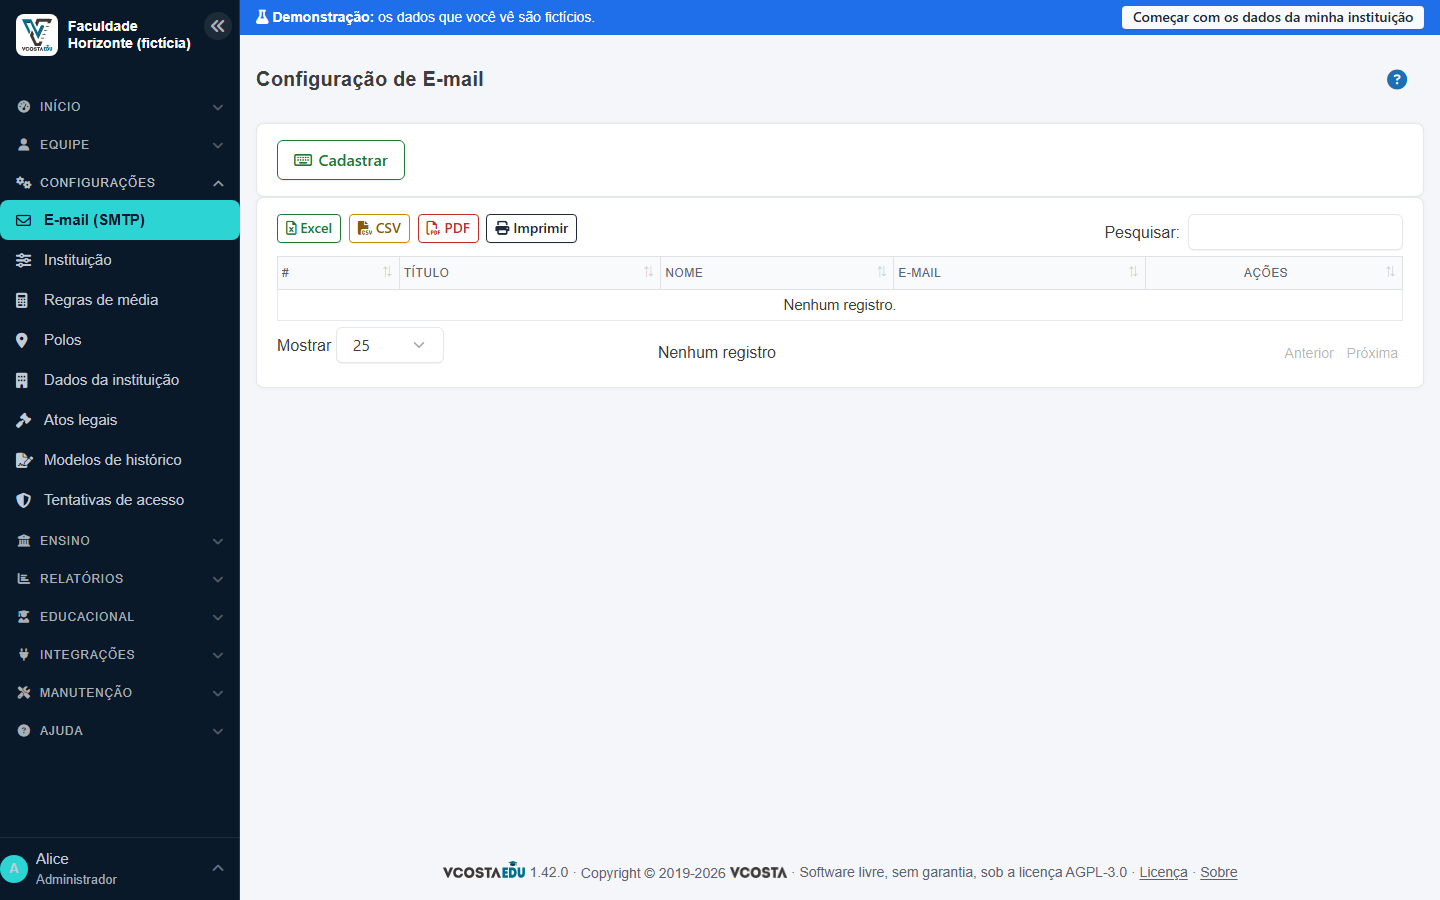 VCOSTAEDU
Faculdade
Horizonte (fictícia)
INÍCIO
EQUIPE
CONFIGURAÇÕES
E-mail (SMTP)
Instituição
Regras de média
Polos
Dados da instituição
Atos legais
Modelos de histórico
Tentativas de acesso
ENSINO
RELATÓRIOS
EDUCACIONAL
INTEGRAÇÕES
MANUTENÇÃO
AJUDA
A
Alice
Administrador
Demonstração: os dados que você vê são fictícios.
Começar com os dados da minha instituição
Configuração de E-mail
?
Cadastrar
Excel CSV PDF Imprimir
Pesquisar:
# TÍTULO NOME E-MAIL AÇÕES
Nenhum registro.
Mostrar 25
Nenhum registro
Anterior Próxima
VCOSTAEDU 1.42.0 · Copyright © 2019-2026 VCOSTA · Software livre, sem garantia, sob a licença AGPL-3.0 · Licença · Sobre